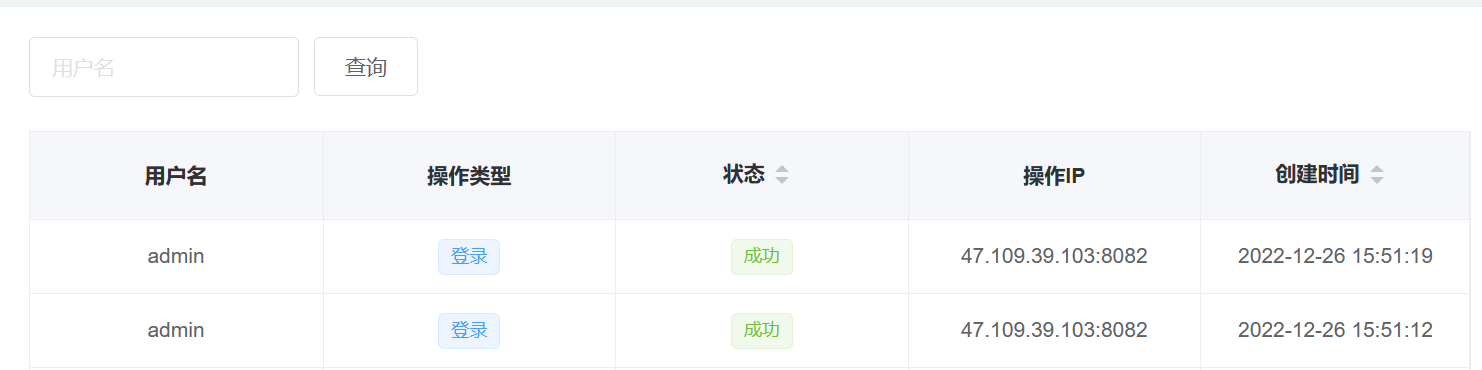 用户名 查询
用户名 操作类型 状态 操作IP 创建时间
admin 登录 成功 47.109.39.103:8082 2022-12-26 15:51:19
admin 登录 成功 47.109.39.103:8082 2022-12-26 15:51:12